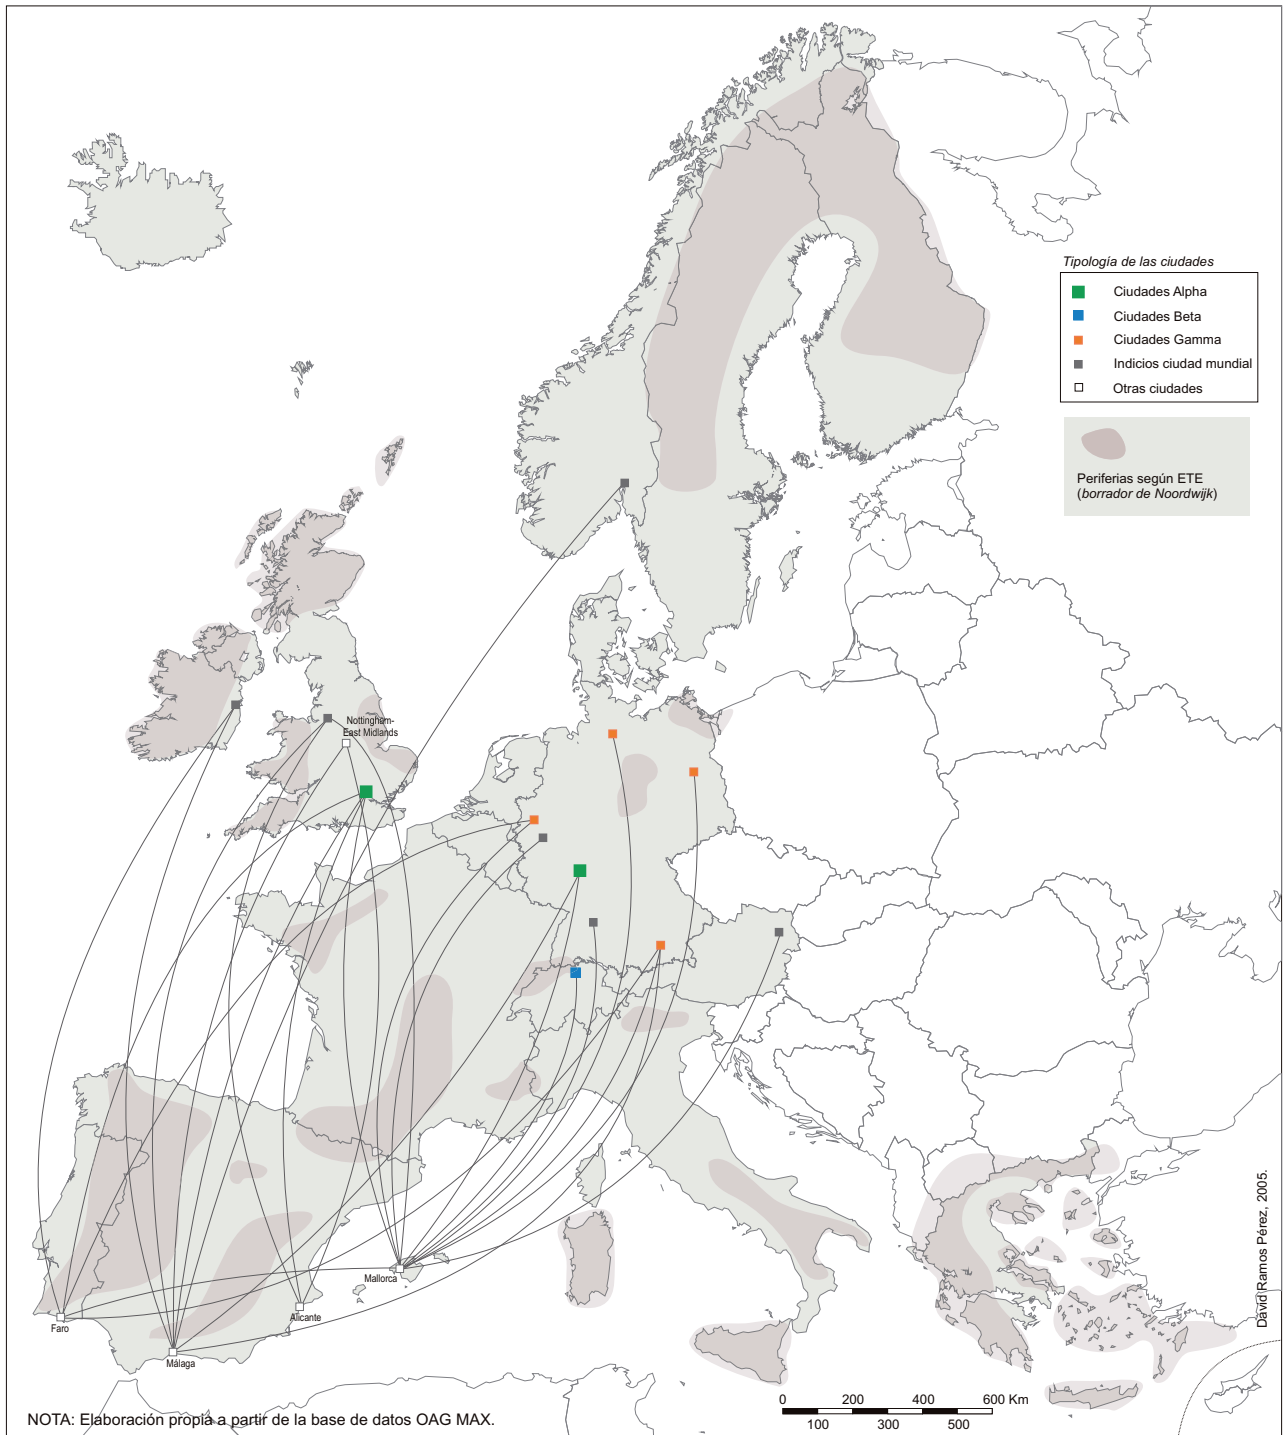 Tipología de las ciudades
Ciudades Alpha
Ciudades Beta
Ciudades Gamma
Indicios ciudad mundial
Otras ciudades
Periferias según ETE
(borrador de Noordwijk)
Nottingham-
East Midlands
Mallorca
Alicante
Faro
Málaga
David Ramos Pérez, 2005.
0 200 400 600 Km
100 300 500
NOTA: Elaboración propia a partir de la base de datos OAG MAX.